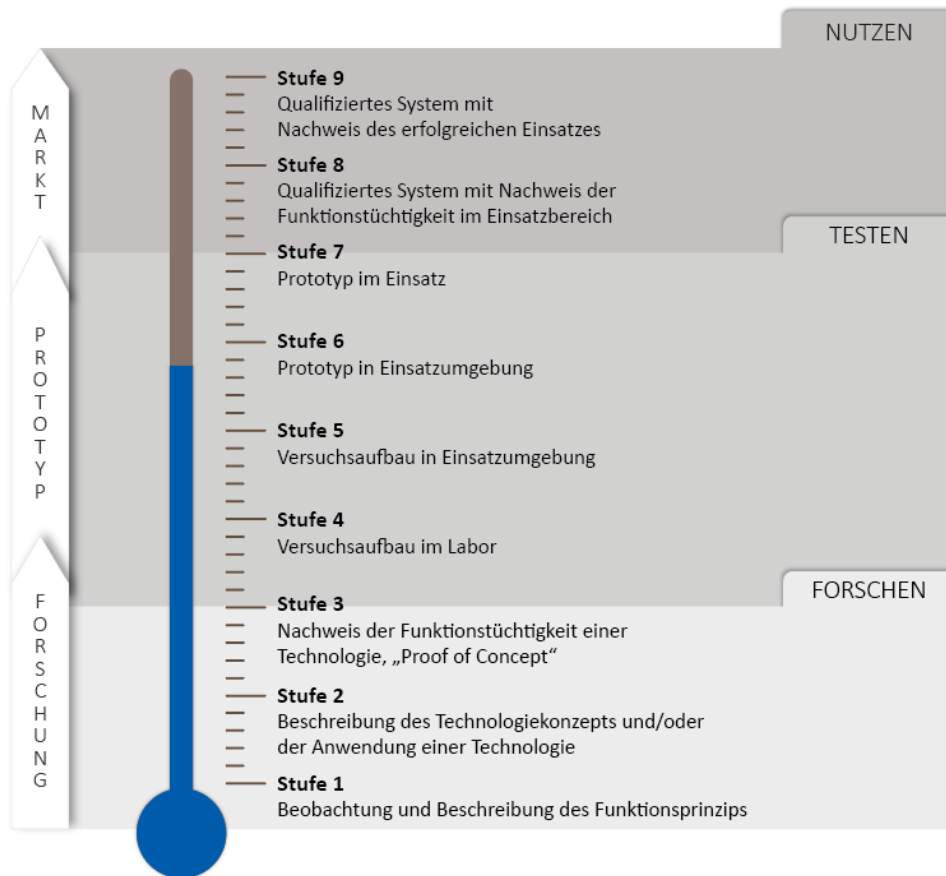 NUTZEN
MARKT
Stufe 9
Qualifiziertes System mit
Nachweis des erfolgreichen Einsatzes
Stufe 8
Qualifiziertes System mit Nachweis der
Funktionstüchtigkeit im Einsatzbereich
TESTEN
PROTOTYP
Stufe 7
Prototyp im Einsatz
Stufe 6
Prototyp in Einsatzumgebung
Stufe 5
Versuchsaufbau in Einsatzumgebung
Stufe 4
Versuchsaufbau im Labor
FORSCHEN
FORSCHUNG
Stufe 3
Nachweis der Funktionstüchtigkeit einer
Technologie, „Proof of Concept“
Stufe 2
Beschreibung des Technologiekonzepts und/oder
der Anwendung einer Technologie
Stufe 1
Beobachtung und Beschreibung des Funktionsprinzips